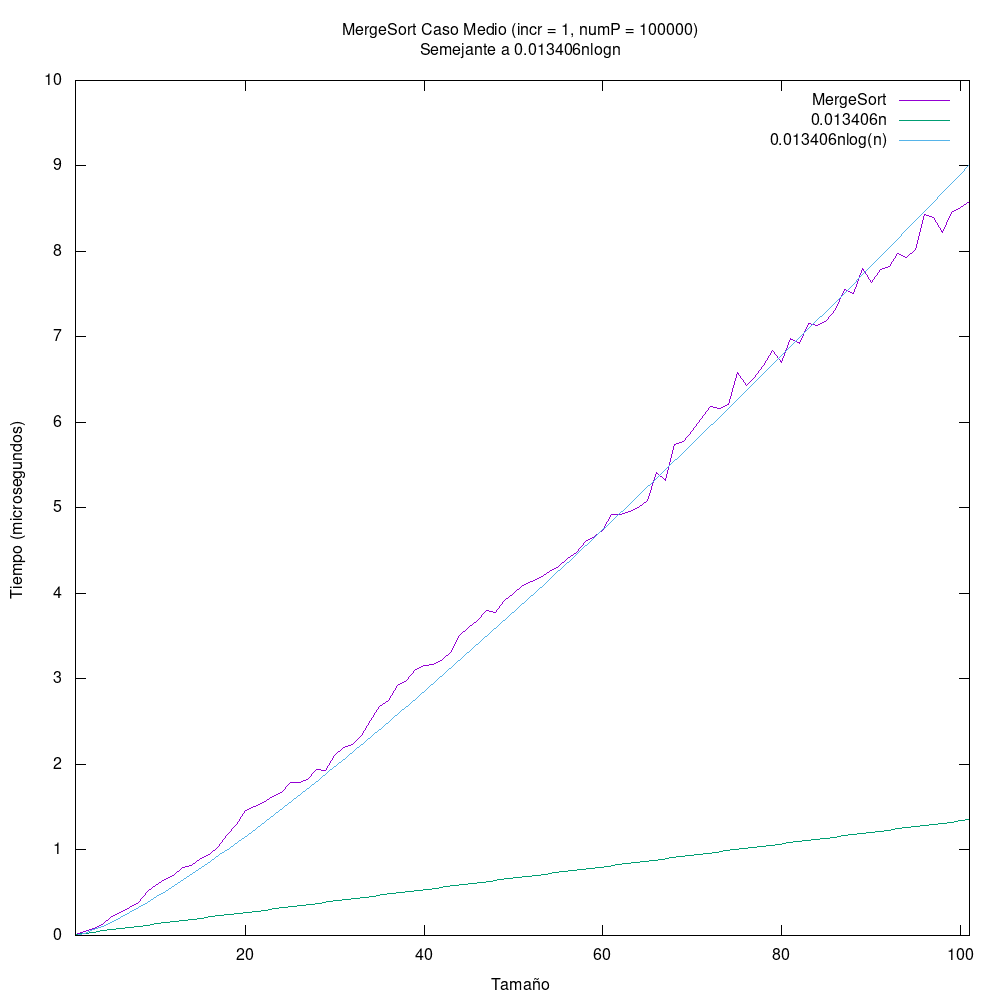 MergeSort Caso Medio (incr = 1, numP = 100000)
Semejante a 0.013406nlogn
MergeSort
0.013406n
0.013406nlog(n)
10
9
8
7
6
5
4
3
2
1
0
Tiempo (microsegundos)
20
40
60
80
100
Tamaño